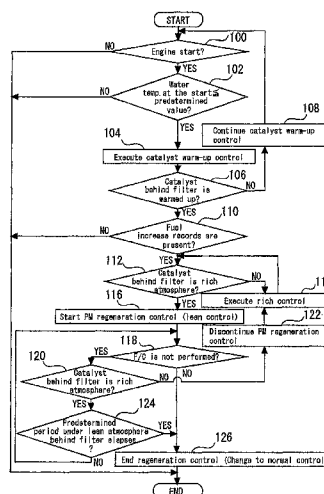 START
100
NO
Engine start?
YES
102
Water
temp. at the start≦
predetermined
value?
NO
YES
108
Continue catalyst warm-up
control
104
Execute catalyst warm-up control
106
Catalyst
behind filter is
warmed up?
NO
YES
110
Fuel
increase records are
present?
NO
YES
112
Catalyst
behind filter is rich
atmosphere?
NO
YES
11
Execute rich control
116
Start PM regeneration control (lean control)
122
Discontinue PM regeneration
control
118
F/C is not performed?
YES
NO
120
Catalyst
behind filter is rich
atmosphere?
NO
YES
124
Predetermined
period under lean atmosphere
behind filter elapses
?
YES
NO
126
End regeneration control (Change to normal control)
END